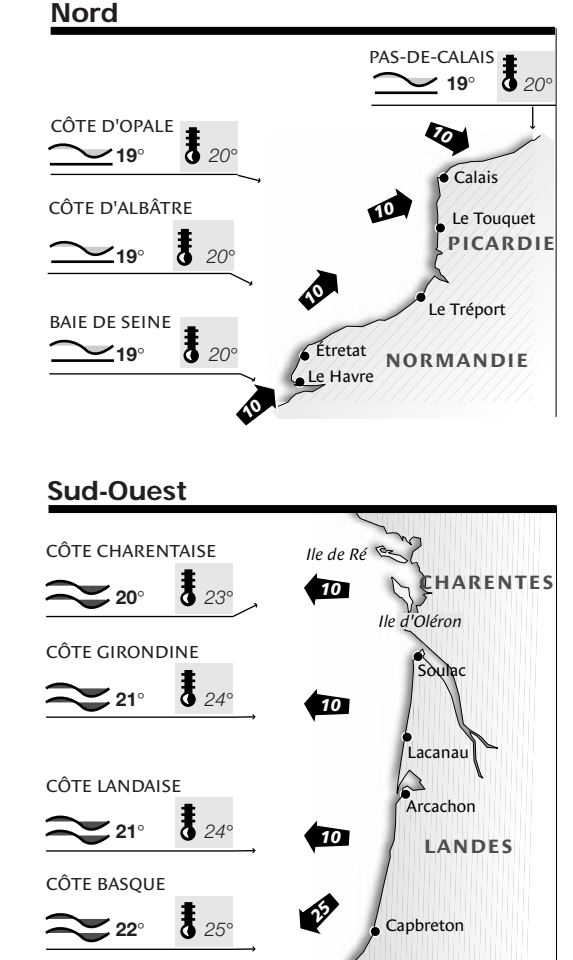 Nord
PAS-DE-CALAIS
19° 20°
CÔTE D'OPALE
19° 20°
10
Calais
CÔTE D'ALBÂTRE
10
Le Touquet
PICARDIE
19° 20°
10
Le Tréport
BAIE DE SEINE
19° 20°
Étretat
NORMANDIE
Le Havre
10
Sud-Ouest
CÔTE CHARENTAISE
Ile de Ré
20° 23°
10
CHARENTES
Ile d'Oléron
CÔTE GIRONDINE
21° 24°
Soulac
10
Lacanau
CÔTE LANDAISE
Arcachon
21° 24°
10
LANDES
CÔTE BASQUE
22° 25°
25
Capbreton